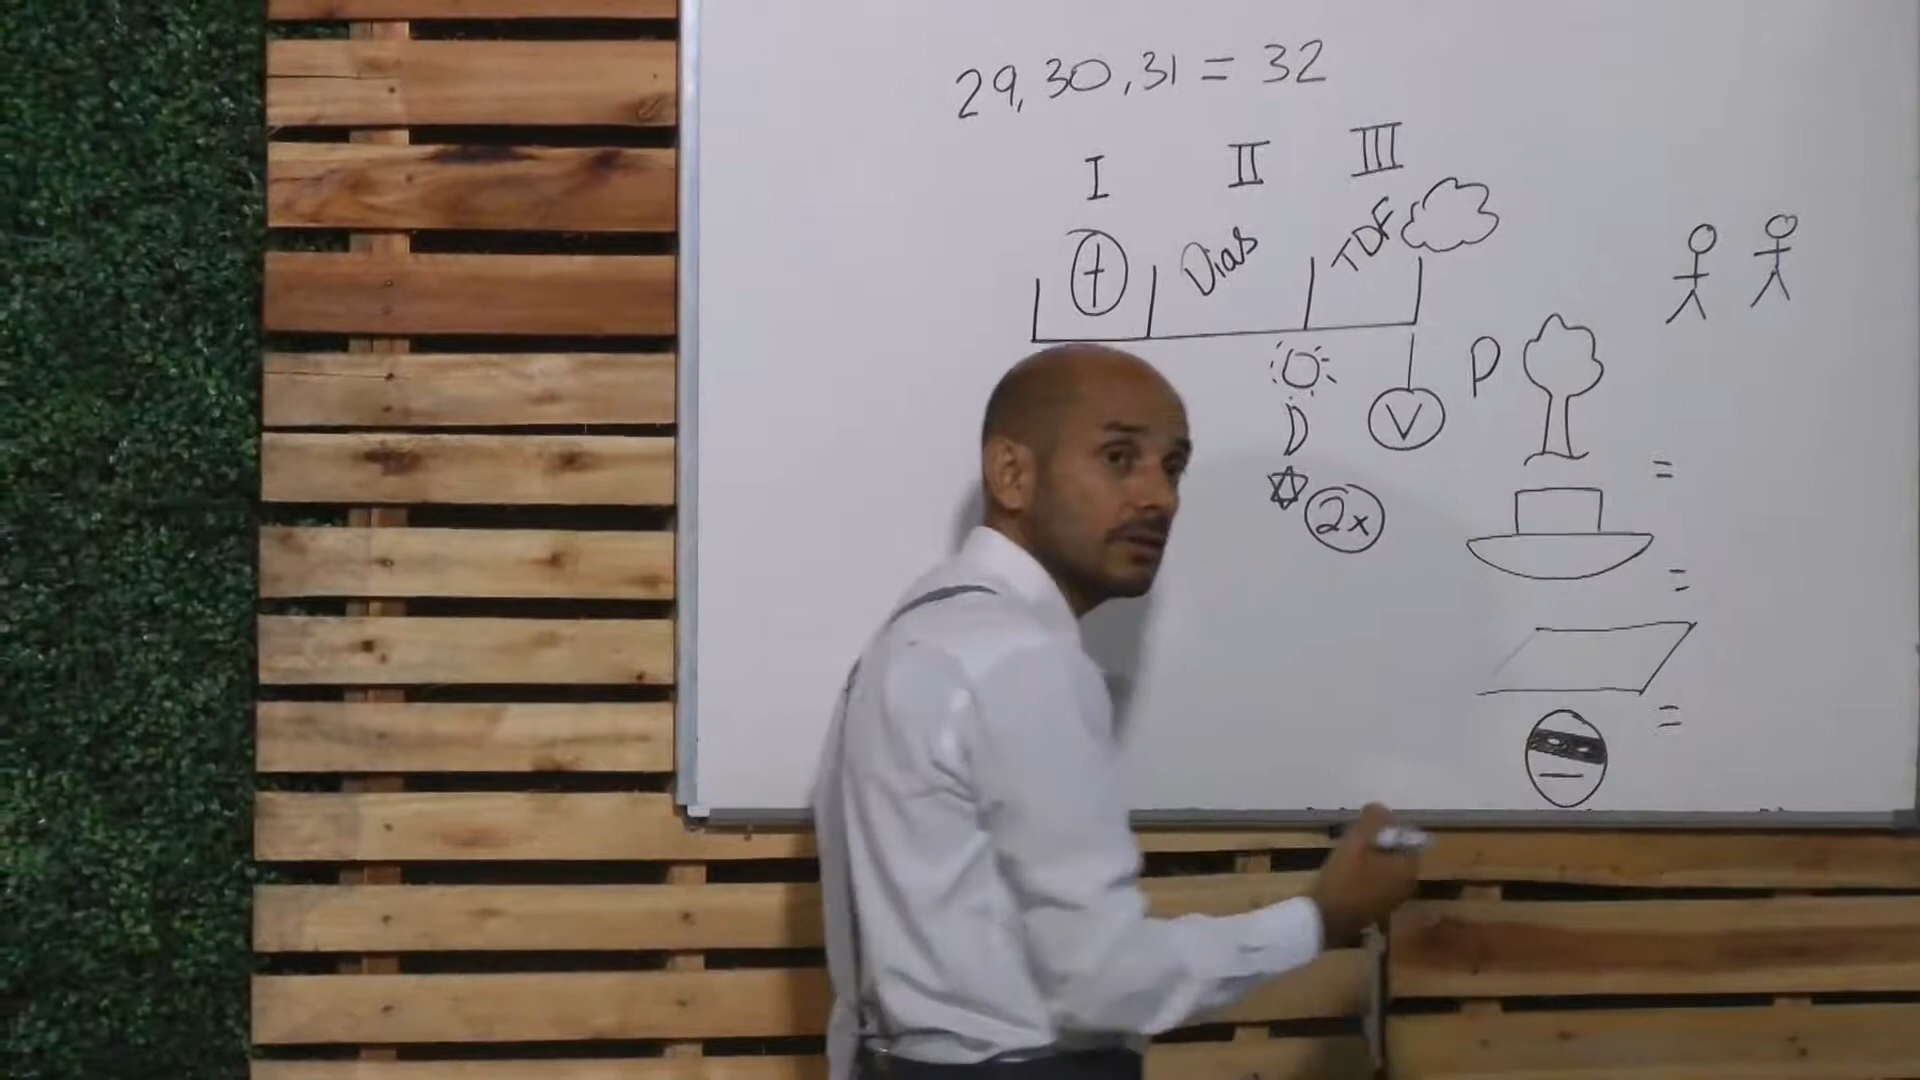 29, 30, 31 = 32
I II III
Dias TDF
P
V
2x
=
=
=